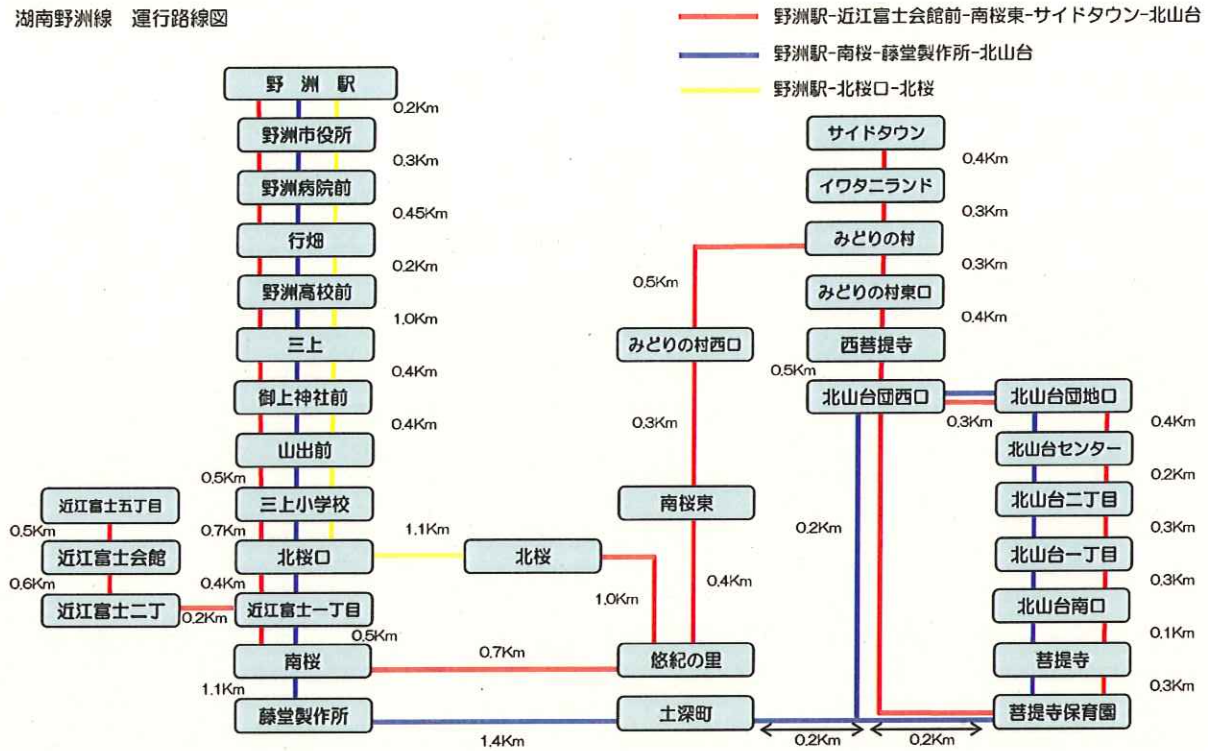 湖南野洲線　運行路線図
野洲駅-近江富士会館前-南桜東-サイドタウン-北山台
野洲駅-南桜-藤堂製作所-北山台
野洲駅-北桜口-北桜
野　洲　駅
0.2Km
野洲市役所
0.3Km
野洲病院前
0.45Km
行畑
0.2Km
野洲高校前
1.0Km
三上
0.4Km
御上神社前
0.4Km
山出前
0.5Km
三上小学校
0.7Km
北桜口
0.4Km
近江富士一丁目
0.5Km
南桜
1.1Km
藤堂製作所
1.4Km
近江富士五丁目
0.5Km
近江富士会館
0.6Km
近江富士二丁
0.2Km
1.1Km
北桜
1.0Km
0.7Km
悠紀の里
0.4Km
南桜東
0.3Km
みどりの村西口
0.5Km
土深町
0.2Km
0.2Km
0.2Km
サイドタウン
0.4Km
イワタニランド
0.3Km
みどりの村
0.3Km
みどりの村東口
0.4Km
西菩提寺
0.5Km
北山台団西口
0.3Km
北山台団地口
0.4Km
北山台センター
0.2Km
北山台二丁目
0.3Km
北山台一丁目
0.3Km
北山台南口
0.1Km
菩提寺
0.3Km
菩提寺保育園